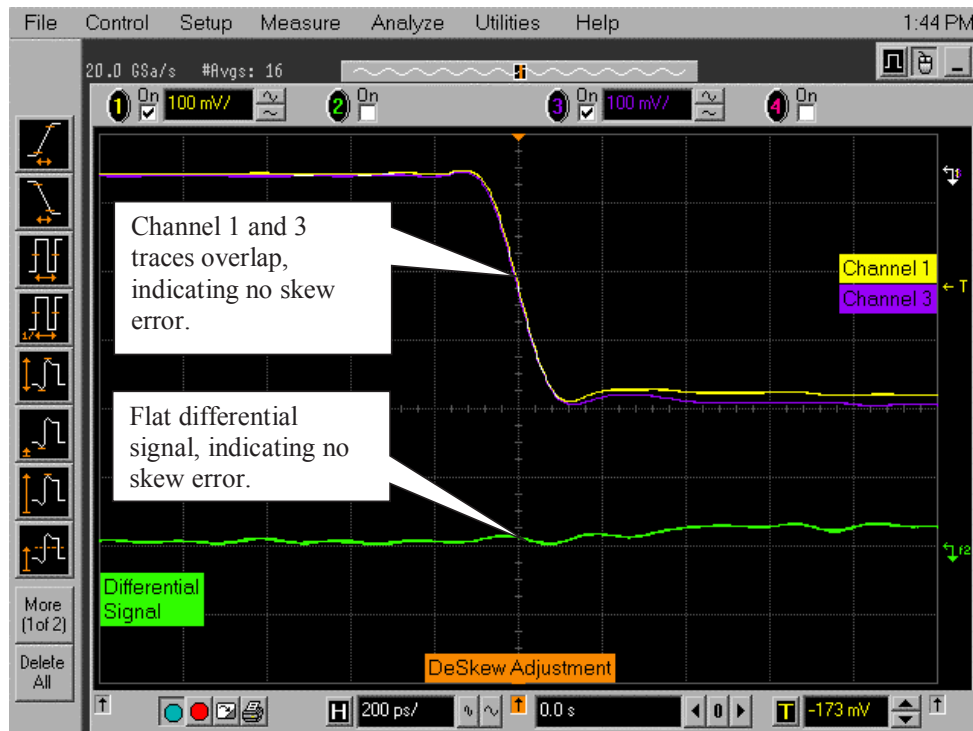 File Control Setup Measure Analyze Utilities Help 1:44 PM
20.0 GSa/s #Avgs: 16
1 On 100 mV/ 2 On 3 On 100 mV/ 4 On
Channel 1 and 3
traces overlap,
indicating no skew
error.
Channel 1
Channel 3
T
Flat differential
signal, indicating no
skew error.
f2
Differential
Signal
More
(1 of 2)
Delete
All
DeSkew Adjustment
H 200 ps/ 0.0 s 0 T -173 mV